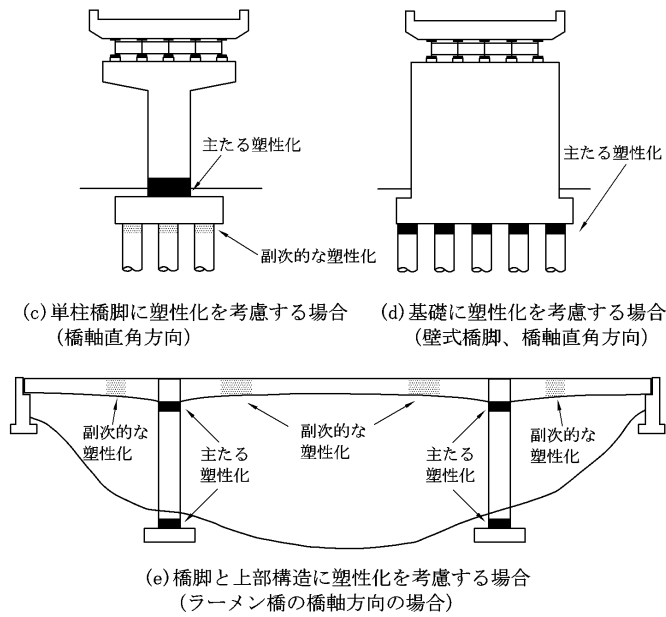 主たる塑性化
副次的な塑性化
(c)単柱橋脚に塑性化を考慮する場合
(橋軸直角方向)
主たる塑性化
(d)基礎に塑性化を考慮する場合
(壁式橋脚、橋軸直角方向)
副次的な
塑性化
主たる
塑性化
副次的な
塑性化
主たる
塑性化
副次的な
塑性化
(e)橋脚と上部構造に塑性化を考慮する場合
(ラーメン橋の橋軸方向の場合)